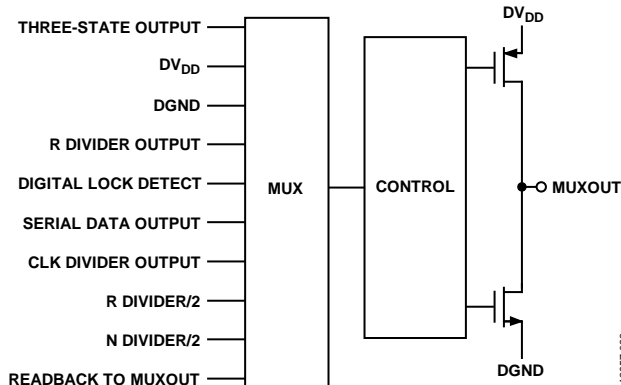 THREE-STATE OUTPUT
DVDD
DGND
R DIVIDER OUTPUT
DIGITAL LOCK DETECT
SERIAL DATA OUTPUT
CLK DIVIDER OUTPUT
R DIVIDER/2
N DIVIDER/2
READBACK TO MUXOUT
MUX
CONTROL
DVDD
MUXOUT
DGND